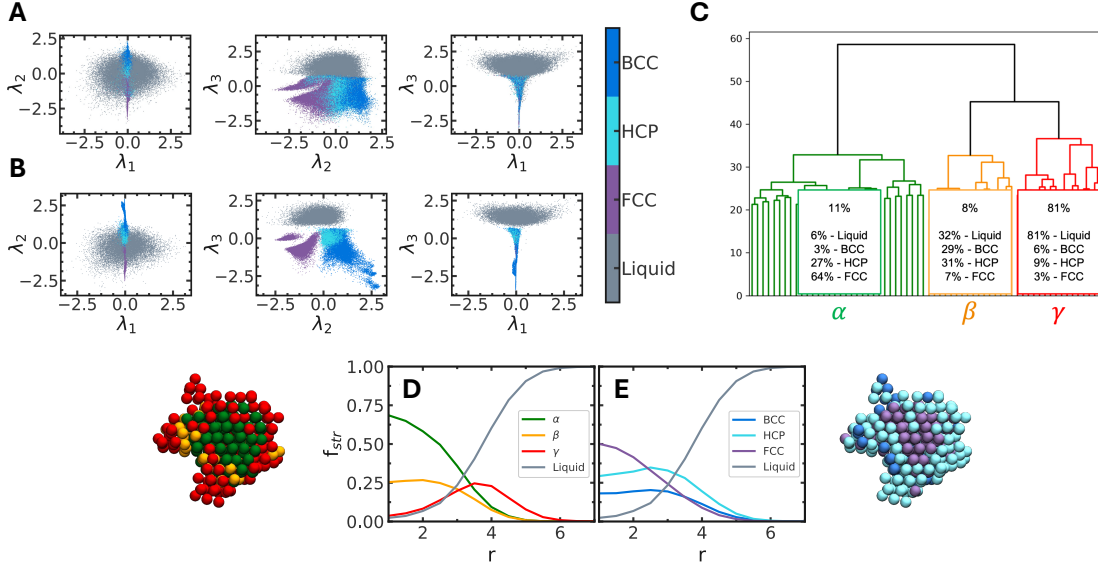 A
2.5
0.0
−2.5
λ2
−2.5 0.0 2.5
λ1
2.5
0.0
−2.5
λ3
−2.5 0.0 2.5
λ2
2.5
0.0
−2.5
−2.5 0.0 2.5
λ1
B
2.5
0.0
−2.5
λ2
−2.5 0.0 2.5
λ1
2.5
0.0
−2.5
λ3
−2.5 0.0 2.5
λ2
2.5
0.0
−2.5
−2.5 0.0 2.5
λ1
BCC
HCP
FCC
Liquid
C
60
50
40
30
20
10
0
11%
6% - Liquid
3% - BCC
27% - HCP
64% - FCC
α
8%
32% - Liquid
29% - BCC
31% - HCP
7% - FCC
β
81%
81% - Liquid
6% - BCC
9% - HCP
3% - FCC
γ
D
1.00
0.75
0.50
0.25
0.00
fstr
α
β
γ
Liquid
2 4 6
r
E
BCC
HCP
FCC
Liquid
2 4 6
r